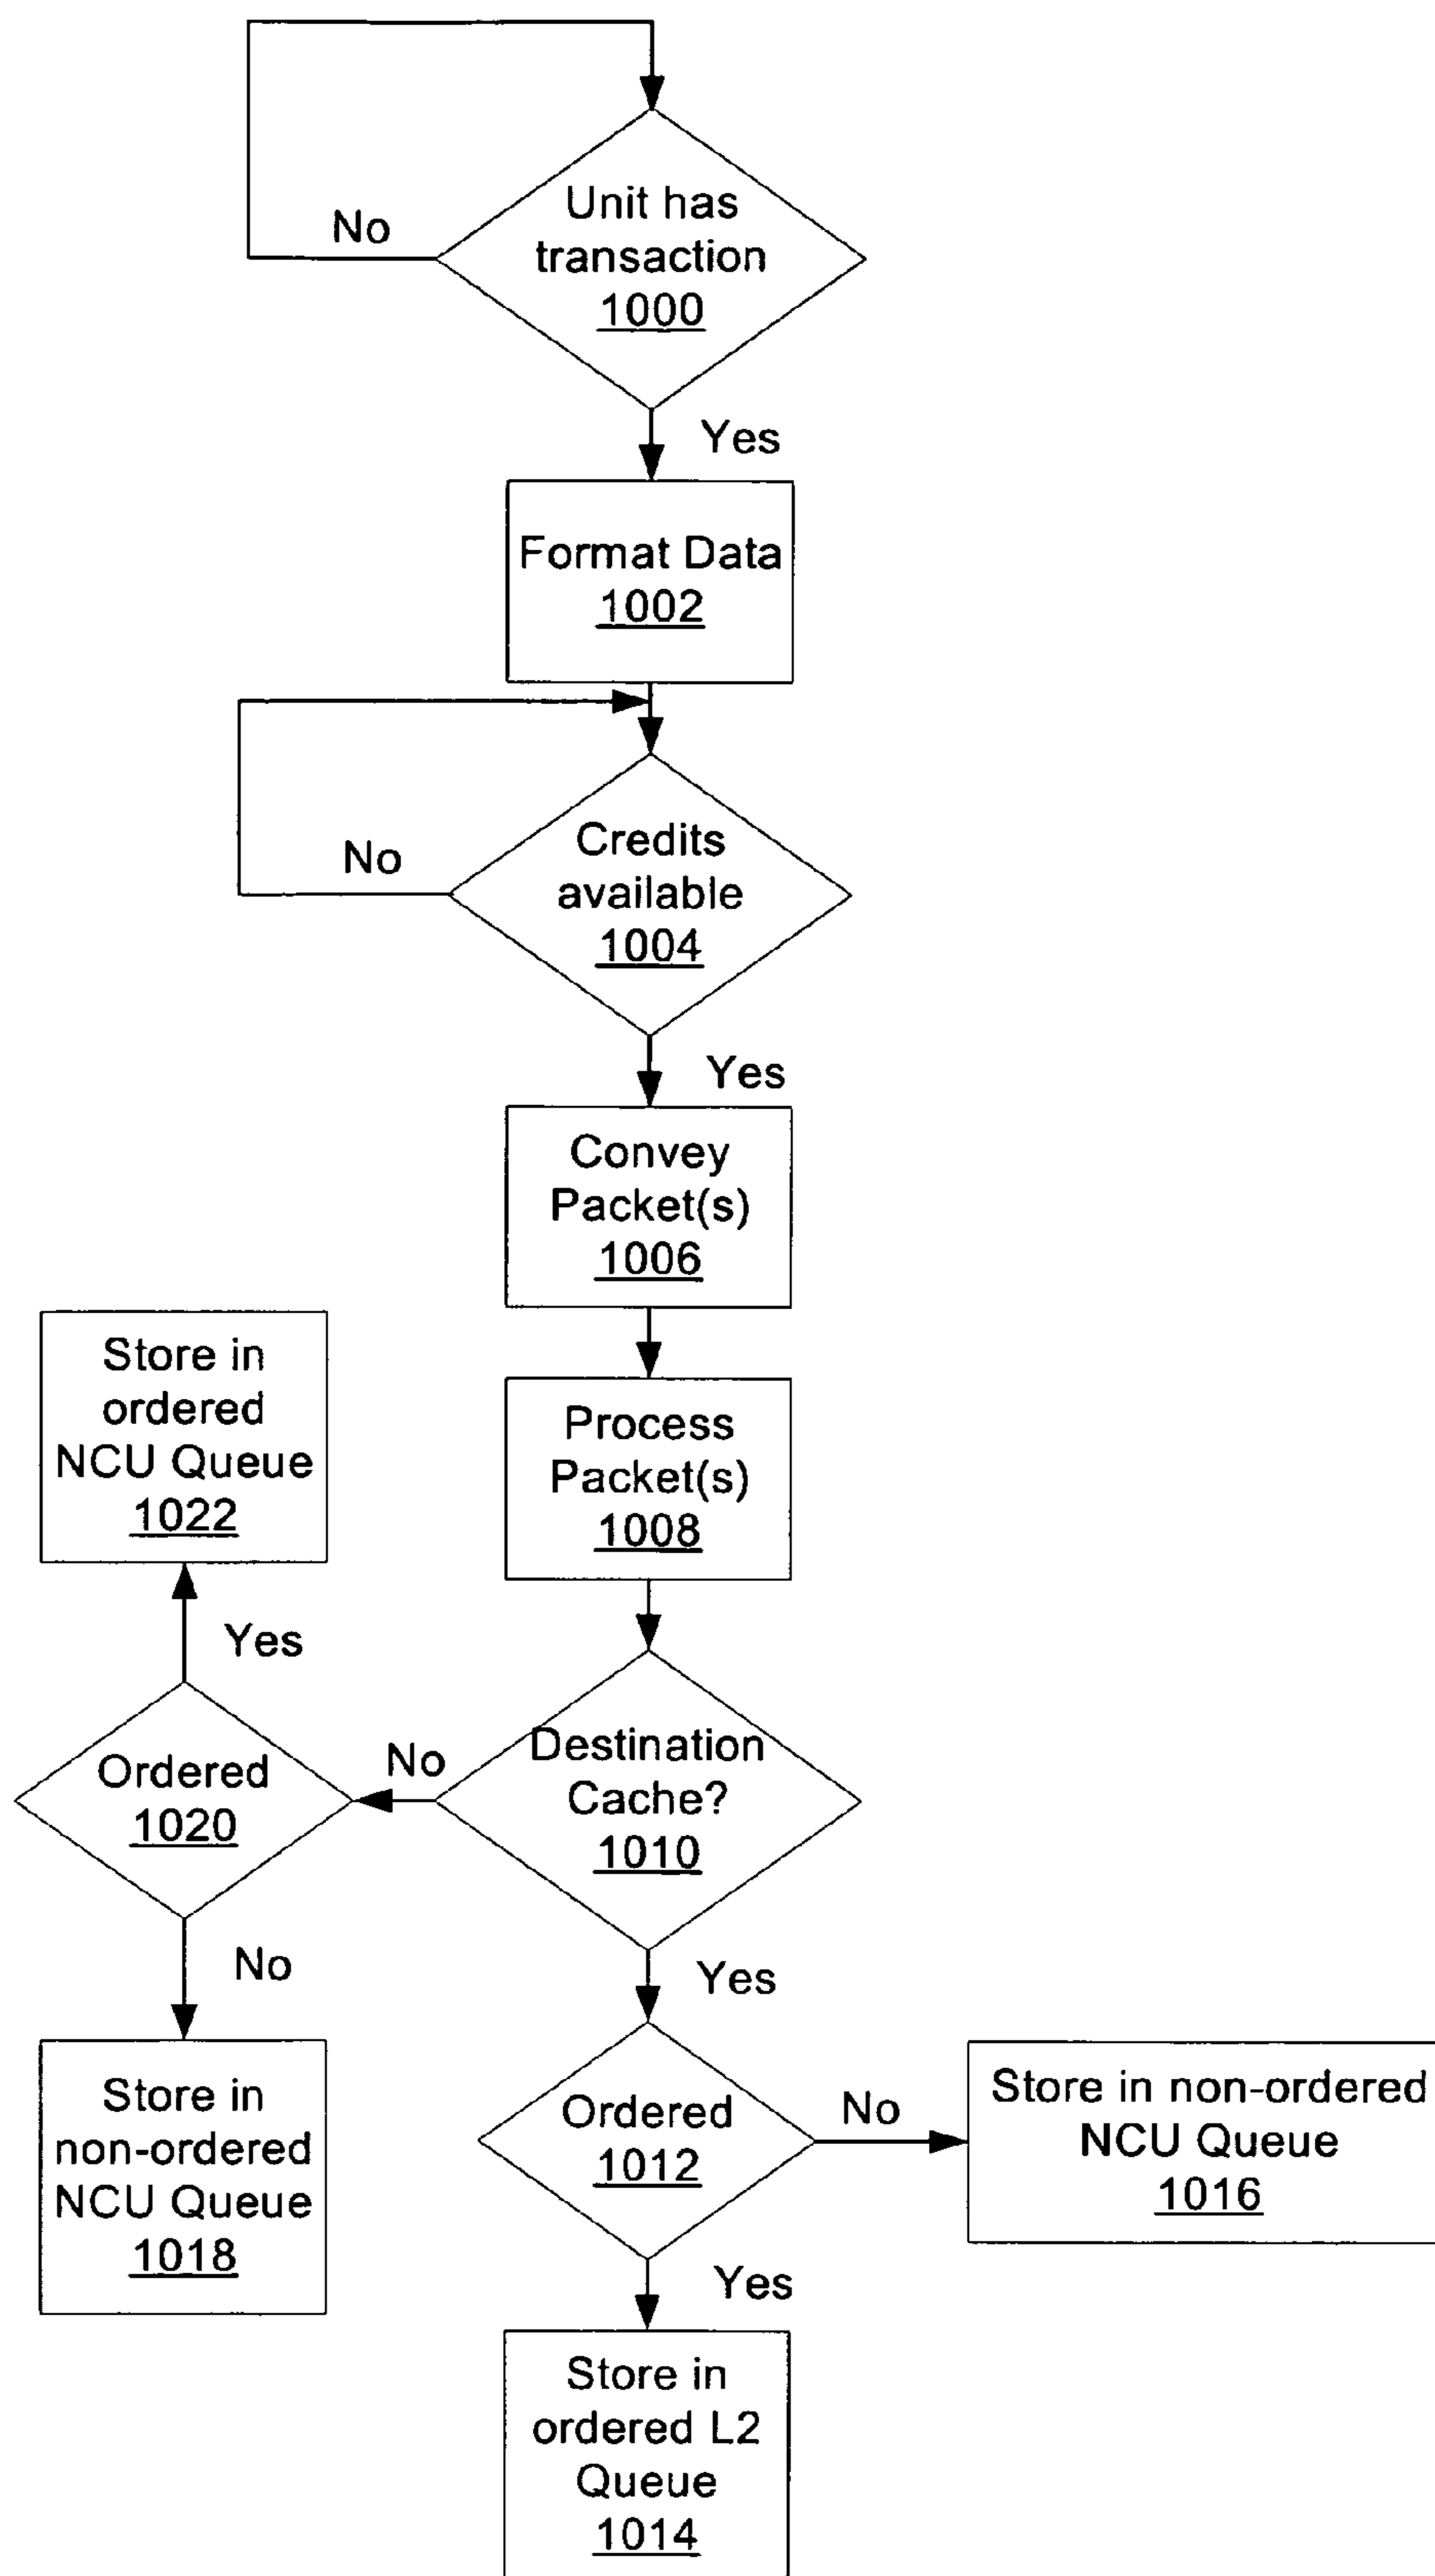 Unit has
transaction
1000
No
Yes
Format Data
1002
Credits
available
1004
No
Yes
Convey
Packet(s)
1006
Process
Packet(s)
1008
Store in
ordered
NCU Queue
1022
Yes
Ordered
1020
No
Destination
Cache?
1010
No
Yes
Store in
non-ordered
NCU Queue
1018
Ordered
1012
No
Store in non-ordered
NCU Queue
1016
Yes
Store in
ordered L2
Queue
1014